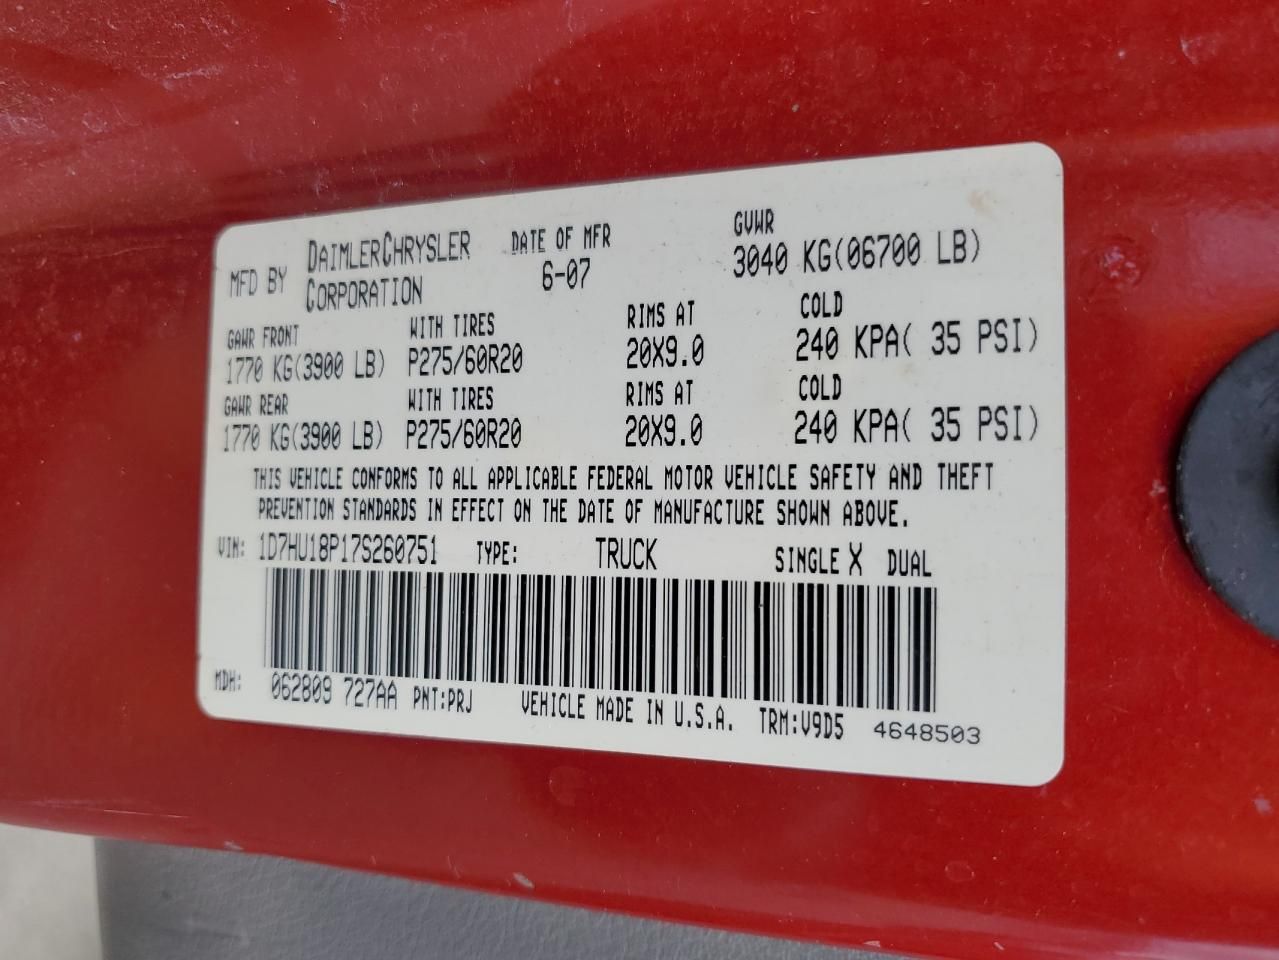 MFD BY DAIMLERCHRYSLER CORPORATION DATE OF MFR 6-07 GVWR 3040 KG(06700 LB)
GAWR FRONT WITH TIRES RIMS AT COLD
1770 KG(3900 LB) P275/60R20 20X9.0 240 KPA( 35 PSI)
GAWR REAR WITH TIRES RIMS AT COLD
1770 KG(3900 LB) P275/60R20 20X9.0 240 KPA( 35 PSI)
THIS VEHICLE CONFORMS TO ALL APPLICABLE FEDERAL MOTOR VEHICLE SAFETY AND THEFT
PREVENTION STANDARDS IN EFFECT ON THE DATE OF MANUFACTURE SHOWN ABOVE.
VIN: 1D7HU18P17S260751 TYPE: TRUCK SINGLE X DUAL
MDH: 062809 727AA PNT:PRJ VEHICLE MADE IN U.S.A. TRM:V9D5 4648503